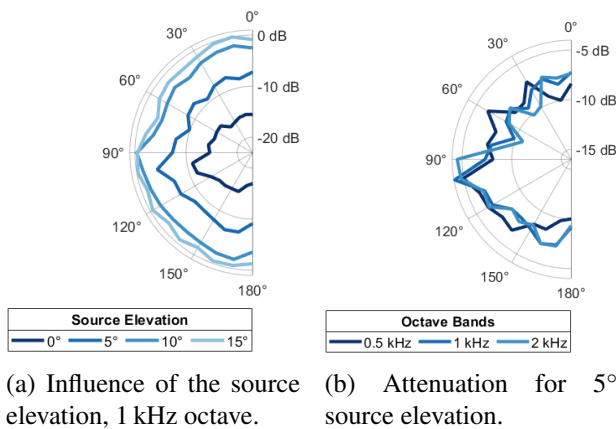 0°
0 dB
30°
-10 dB
60°
-20 dB
90°
120°
150°
180°
Source Elevation
0° 5° 10° 15°
(a) Influence of the source
elevation, 1 kHz octave.
0°
-5 dB
30°
-10 dB
60°
-15 dB
90°
120°
150°
180°
Octave Bands
0.5 kHz 1 kHz 2 kHz
(b) Attenuation for 5°
source elevation.